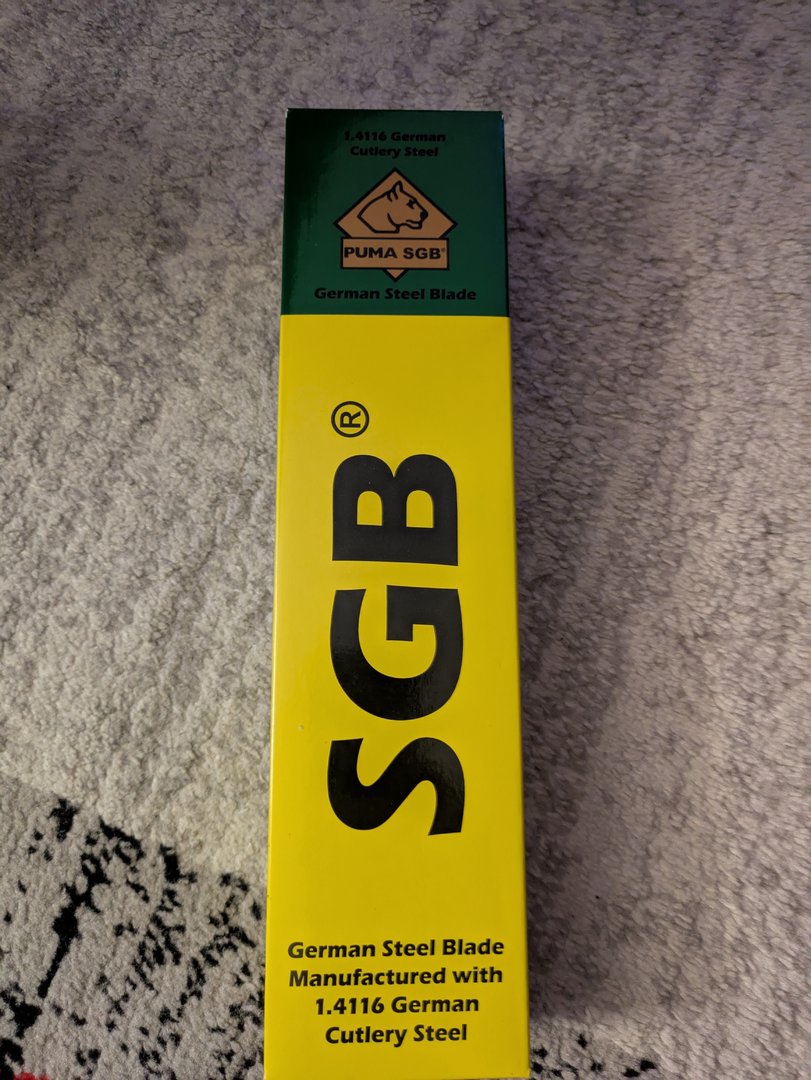 1.4116 German
Cutlery Steel
PUMA SGB®
German Steel Blade
SGB®
German Steel Blade
Manufactured with
1.4116 German
Cutlery Steel